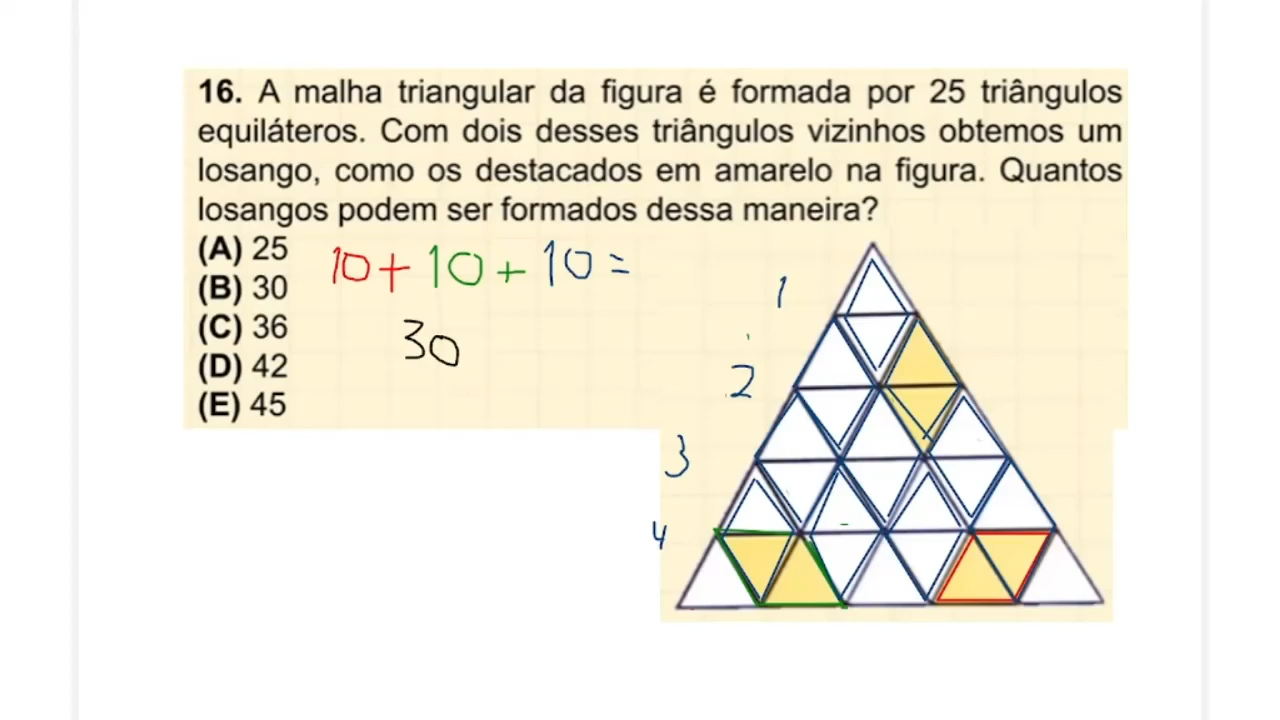 16. A malha triangular da figura é formada por 25 triângulos
equiláteros. Com dois desses triângulos vizinhos obtemos um
losango, como os destacados em amarelo na figura. Quantos
losangos podem ser formados dessa maneira?
(A) 25
(B) 30
(C) 36
(D) 42
(E) 45
10+ 10 + 10 =
30
1
2
3
4